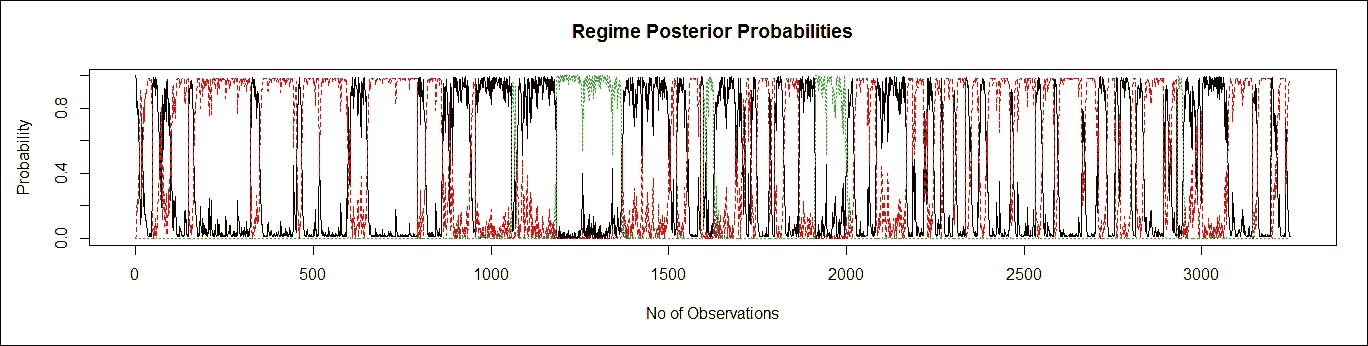 Regime Posterior Probabilities
Probability
0.8
0.4
0.0
0 500 1000 1500 2000 2500 3000
No of Observations